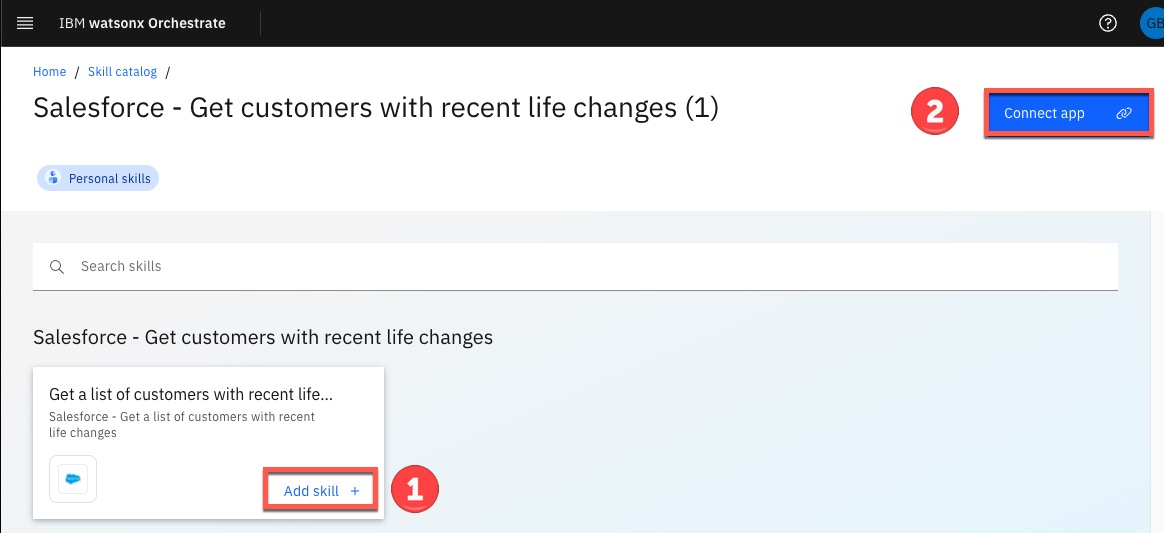 IBM watsonx Orchestrate
GB
Home / Skill catalog /
Salesforce - Get customers with recent life changes (1)
2
Connect app
Personal skills
Search skills
Salesforce - Get customers with recent life changes
Get a list of customers with recent life...
Salesforce - Get a list of customers with recent
life changes
Add skill +
1